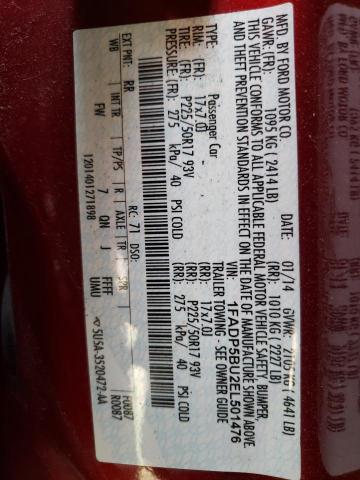 MFD. BY FORD MOTOR CO.
DATE: 01/14 GVWR: 2105 KG ( 4641 LB)
GAWR: (FR): 1095 KG ( 2414 LB) (RR): 1010 KG ( 2227 LB)
THIS VEHICLE CONFORMS TO ALL APPLICABLE FEDERAL MOTOR VEHICLE SAFETY, BUMPER
AND THEFT PREVENTION STANDARDS IN EFFECT ON THE DATE OF MANUFACTURE SHOWN ABOVE.
VIN: 1FADP5BU2EL501476
TYPE: Passenger Car TRAILER TOWING - SEE OWNER GUIDE
RIM: (FR): 17x7.0J (RR): 17x7.0J
TIRE: (FR): P225/50R17 93V (RR): P225/50R17 93V
PRESSURE: (FR): 275 kPa/ 40 PSI COLD (RR): 275 kPa/ 40 PSI COLD
EXT PNT: RR RC: 71 DSO:
WB INT TR TP/PS R AXLE TR SPR F0087
FW 7 QN J FFFF UMU R0087
1201401271898 5U5A-3520472-AA